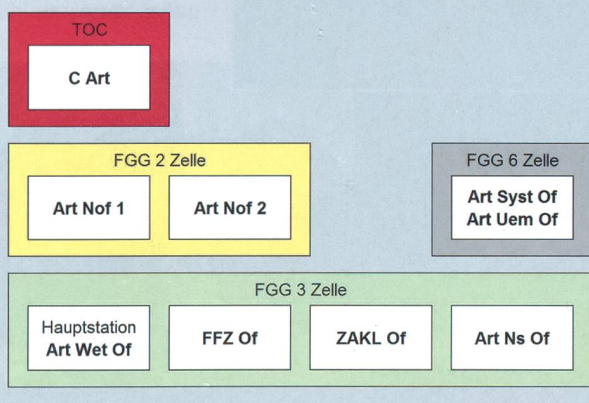 TOC
C Art
FGG 2 Zelle
Art Nof 1
Art Nof 2
FGG 6 Zelle
Art Syst Of
Art Uem Of
FGG 3 Zelle
Hauptstation
Art Wet Of
FFZ Of
ZAKL Of
Art Ns Of